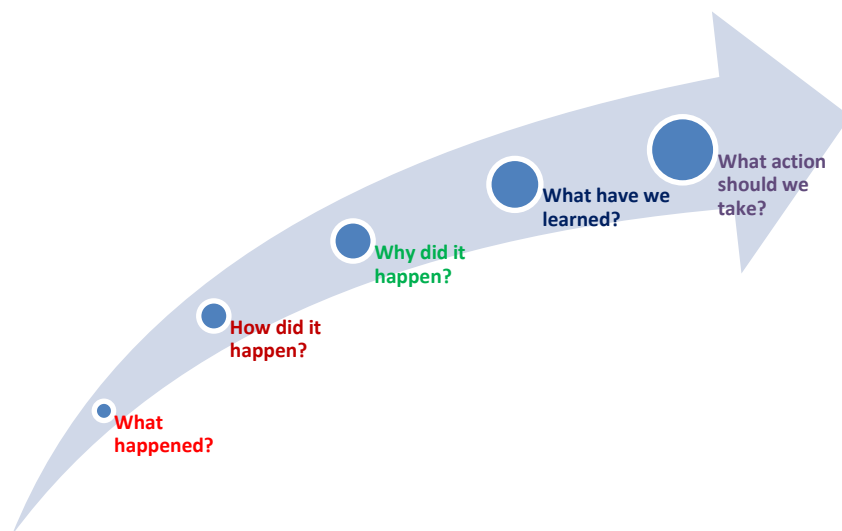 What
happened?
How did it
happen?
Why did it
happen?
What have we
learned?
What action
should we
take?